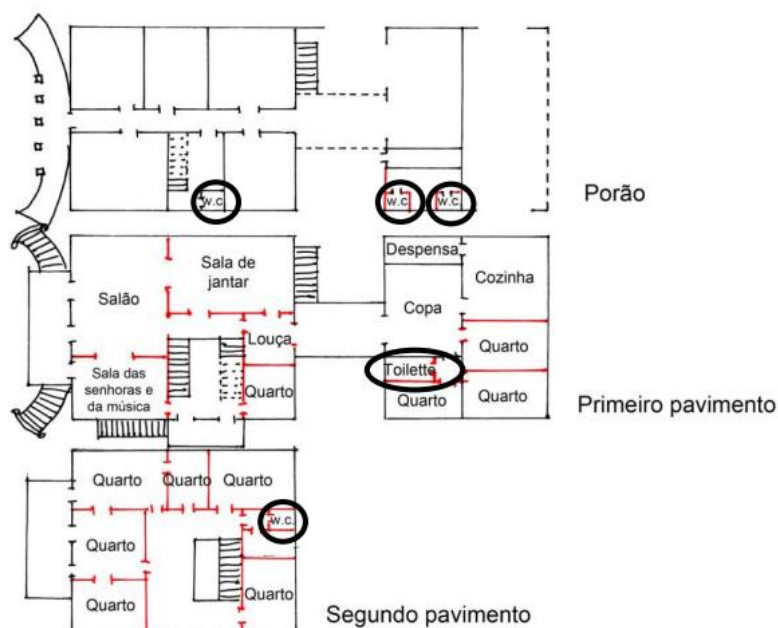 w.c.
w.c.
w.c.
Porão
Sala de
jantar
Salão
Despensa
Cozinha
Copa
Louça
Quarto
Toilette
Sala das
senhoras e
da música
Quarto
Quarto
Quarto
Primeiro pavimento
Quarto
Quarto
Quarto
w.c.
Quarto
Quarto
Quarto
Segundo pavimento